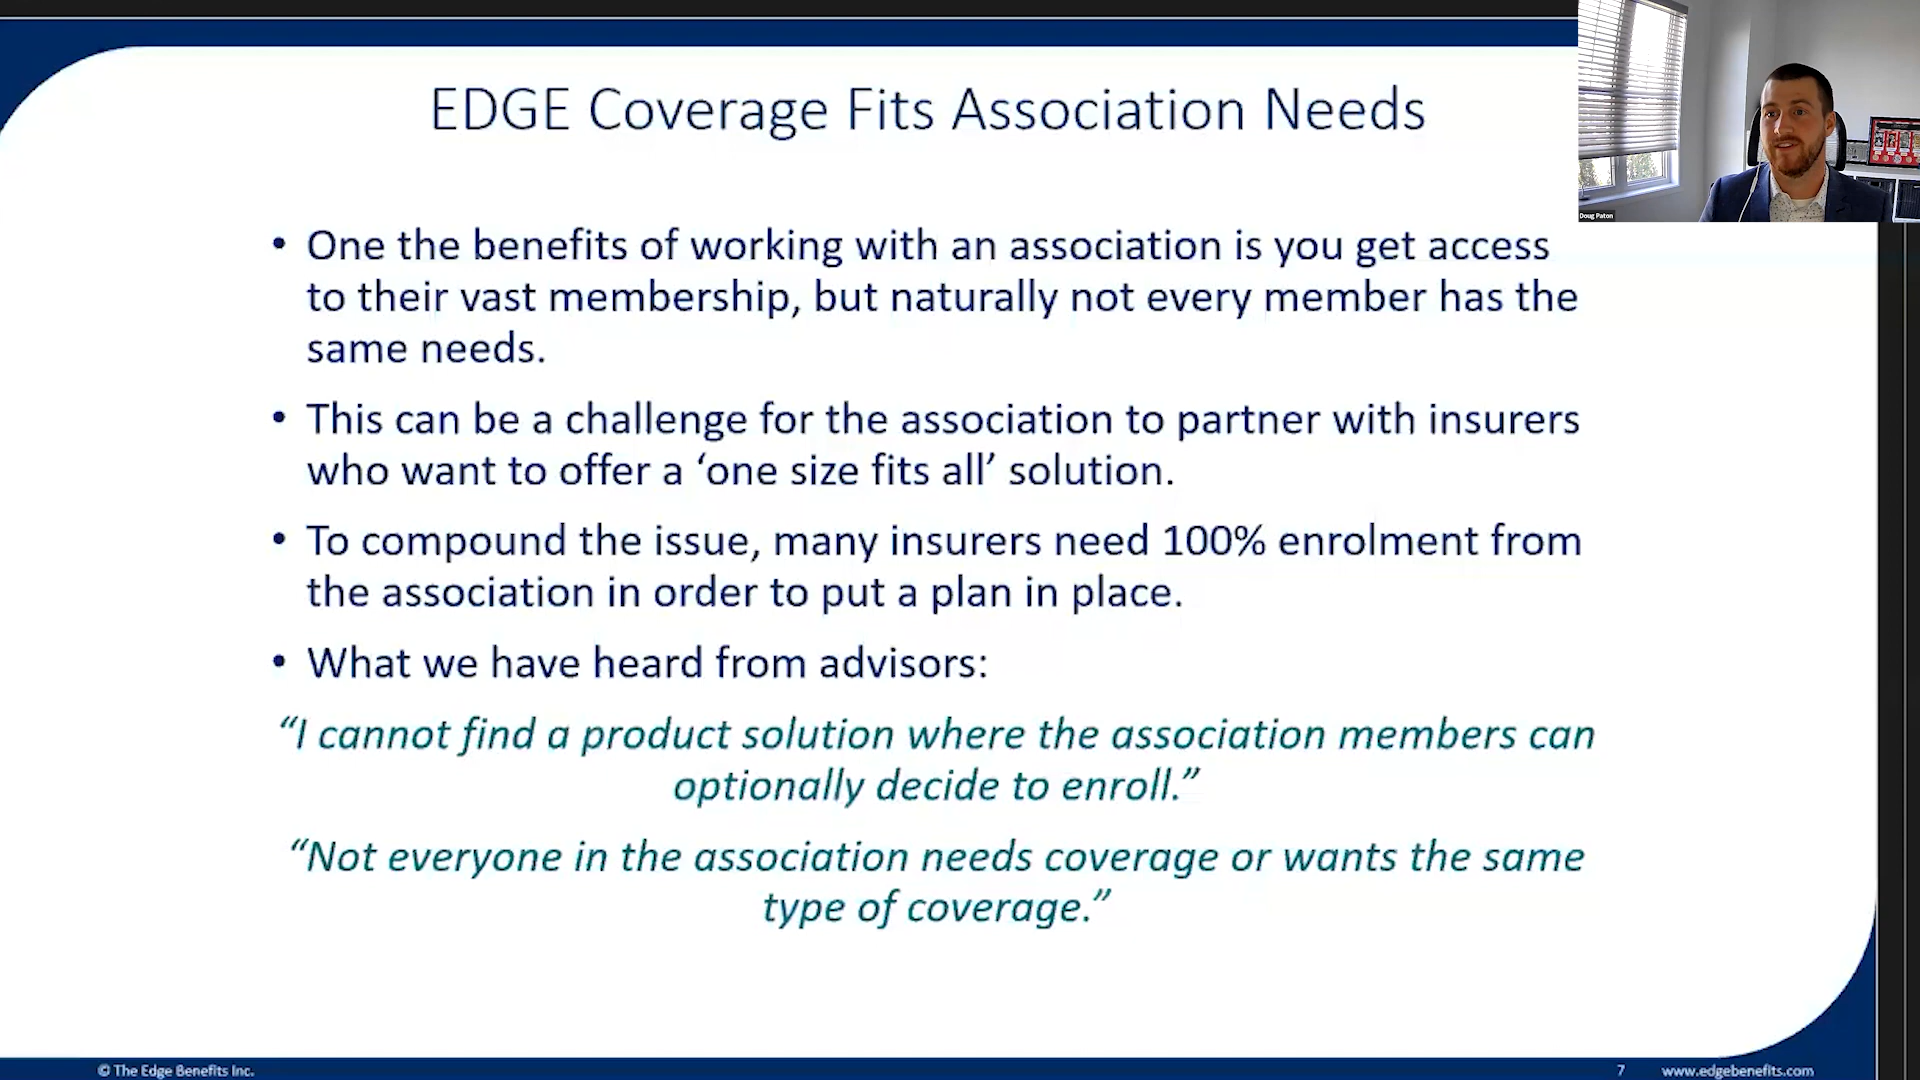 EDGE Coverage Fits Association Needs
Doug Paton
• One the benefits of working with an association is you get access
to their vast membership, but naturally not every member has the
same needs.
• This can be a challenge for the association to partner with insurers
who want to offer a ‘one size fits all’ solution.
• To compound the issue, many insurers need 100% enrolment from
the association in order to put a plan in place.
• What we have heard from advisors:
“I cannot find a product solution where the association members can
optionally decide to enroll.”
“Not everyone in the association needs coverage or wants the same
type of coverage.”
© The Edge Benefits Inc.
7
www.edgebenefits.com